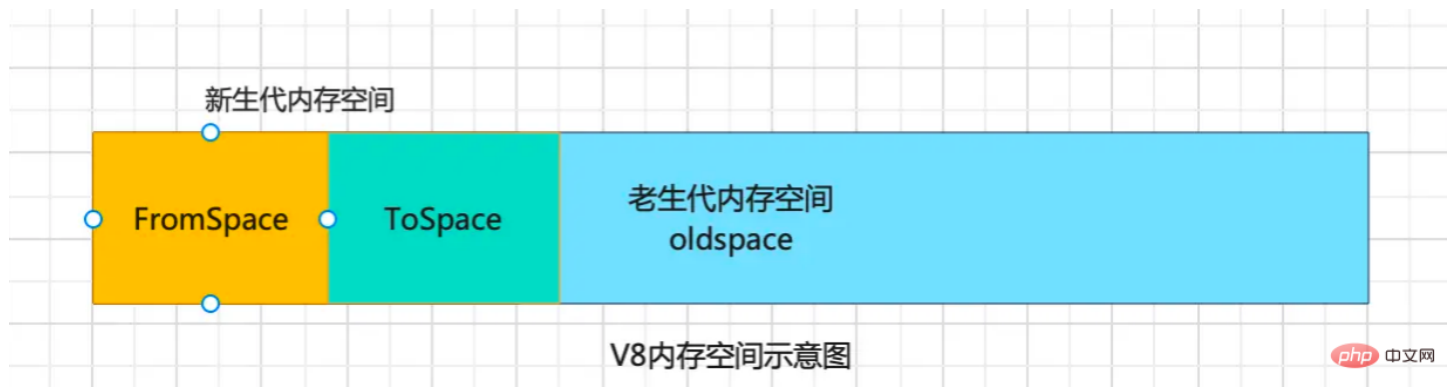 新生代内存空间
FromSpace
ToSpace
老生代内存空间
oldspace
V8内存空间示意图
php 中文网